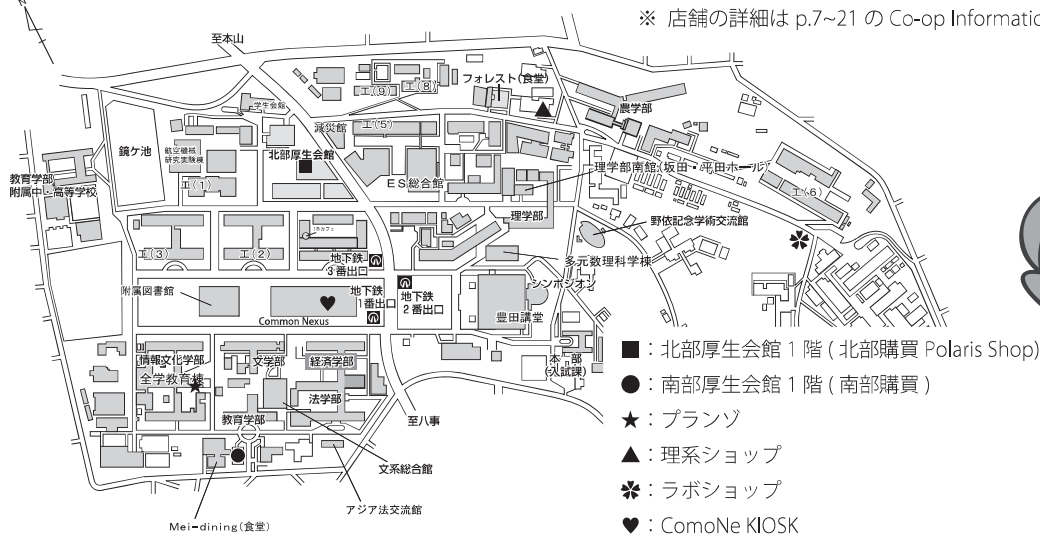 ※ 店舗の詳細は p.7~21 の Co-op Informatio
N
至本山
工(9)
工(8)
フォレスト(食堂)
農学部
学生会館
減災館
工(5)
鏡ケ池
航空機械
研究実験棟
北部厚生会館
教育学部
附属中・高等学校
工(1)
ES総合館
理学部南館(坂田・平田ホール)
工(6)
理学部
野依記念学術交流館
工(3)
工(2)
地下鉄
3番出口
多元数理科学棟
シンポジオン
附属図書館
地下鉄
1番出口
地下鉄
2番出口
豊田講堂
Common Nexus
情報文化学部
文学部
経済学部
本部
(入試課)
全学教育棟
法学部
教育学部
至八事
文系総合館
アジア法交流館
Mei-dining(食堂)
■:北部厚生会館 1 階 ( 北部購買 Polaris Shop)
●:南部厚生会館 1 階 ( 南部購買 )
★:プランゾ
▲:理系ショップ
✽:ラボショップ
♥:ComoNe KIOSK